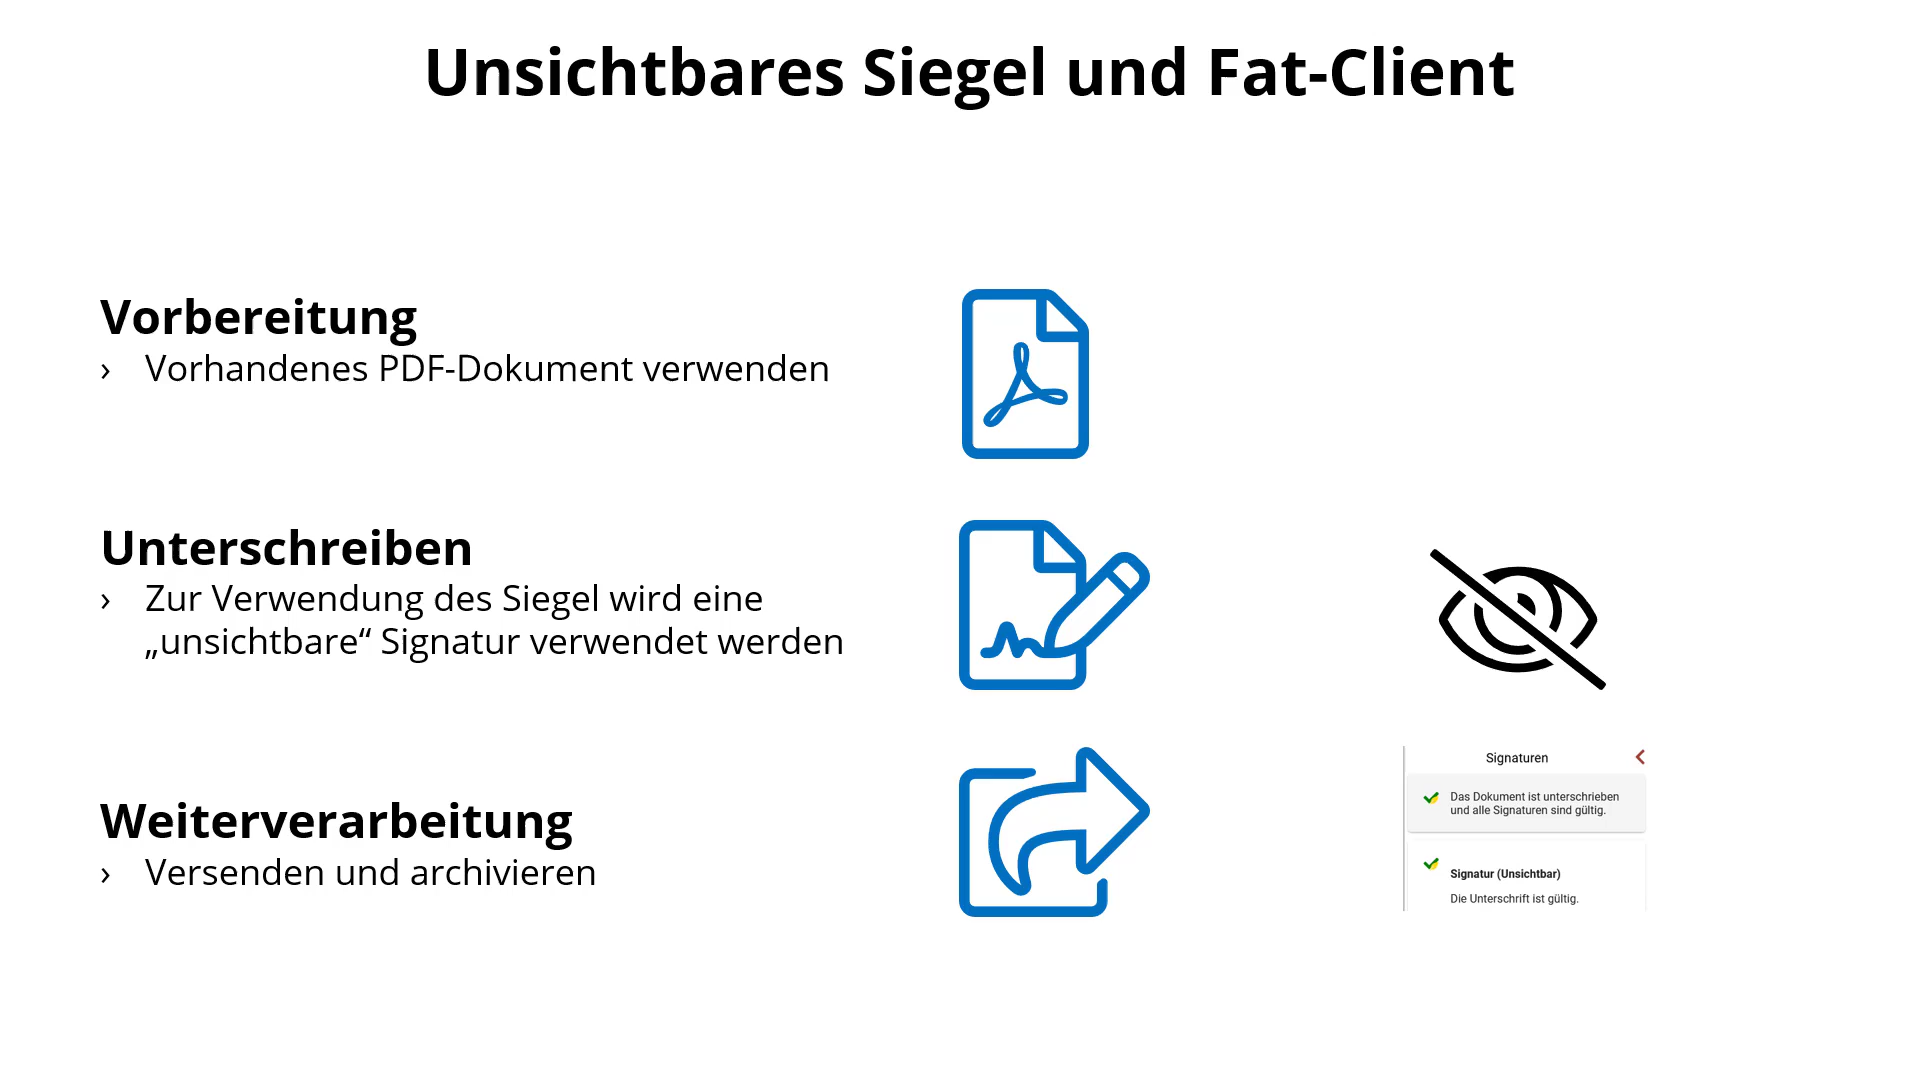 Unsichtbares Siegel und Fat-Client
Vorbereitung
› Vorhandenes PDF-Dokument verwenden
Unterschreiben
› Zur Verwendung des Siegel wird eine
„unsichtbare“ Signatur verwendet werden
Weiterverarbeitung
› Versenden und archivieren
Signaturen
Das Dokument ist unterschrieben
und alle Signaturen sind gültig.
Signatur (Unsichtbar)
Die Unterschrift ist gültig.